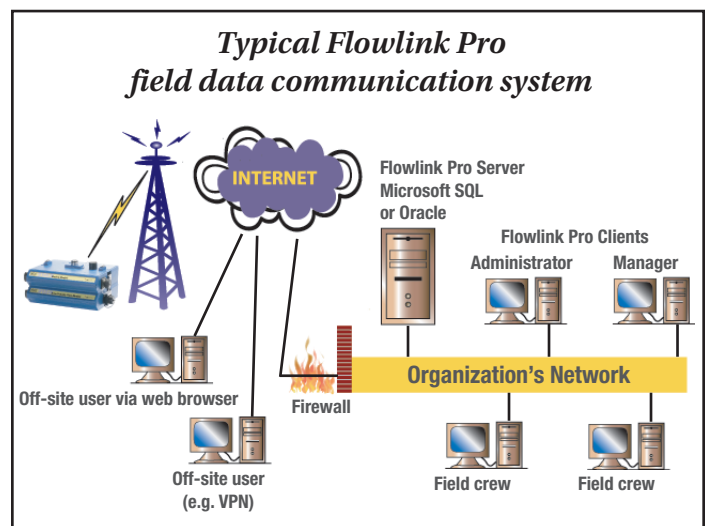 Typical Flowlink Pro
field data communication system
INTERNET
Flowlink Pro Server
Microsoft SQL
or Oracle
Flowlink Pro Clients
Administrator
Manager
Organization's Network
Off-site user via web browser
Firewall
Off-site user
(e.g. VPN)
Field crew
Field crew